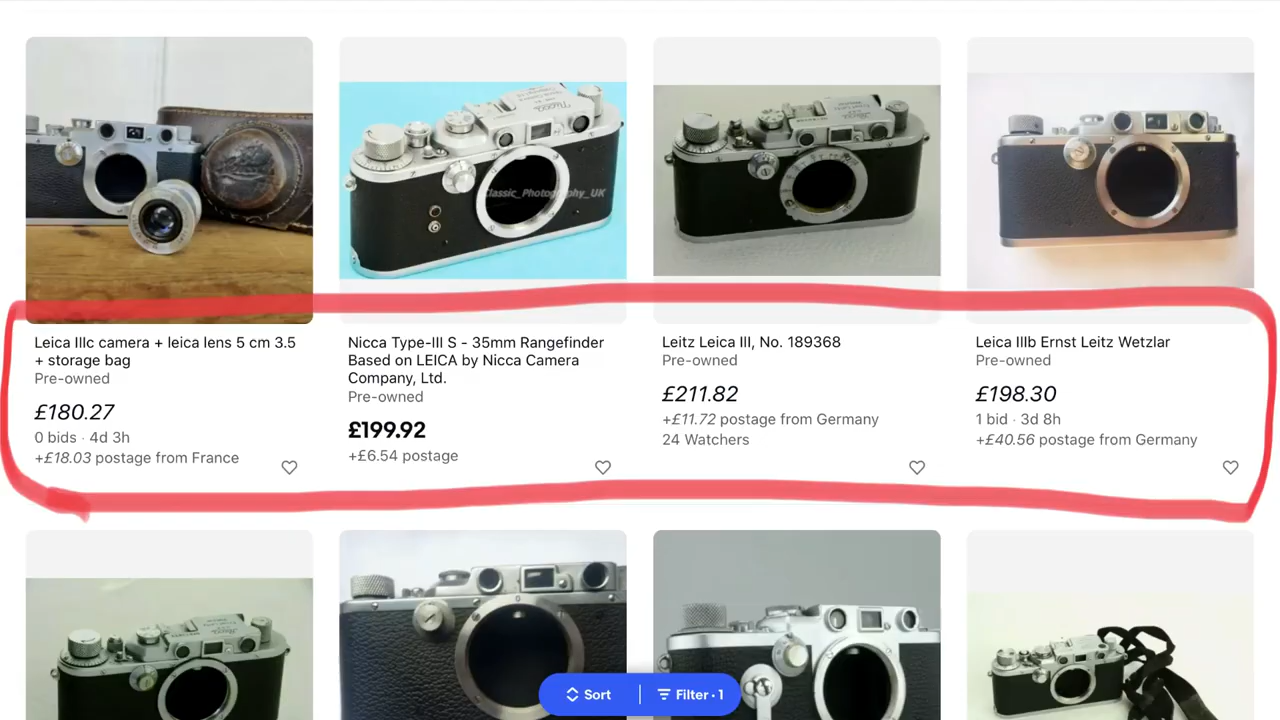 Classic_Photography_UK
Leica IIIc camera + leica lens 5 cm 3.5
+ storage bag
Pre-owned
£180.27
0 bids · 4d 3h
+£18.03 postage from France
Nicca Type-III S - 35mm Rangefinder
Based on LEICA by Nicca Camera
Company, Ltd.
Pre-owned
£199.92
+£6.54 postage
Leitz Leica III, No. 189368
Pre-owned
£211.82
+£11.72 postage from Germany
24 Watchers
Leica IIIb Ernst Leitz Wetzlar
Pre-owned
£198.30
1 bid · 3d 8h
+£40.56 postage from Germany
Sort
Filter · 1